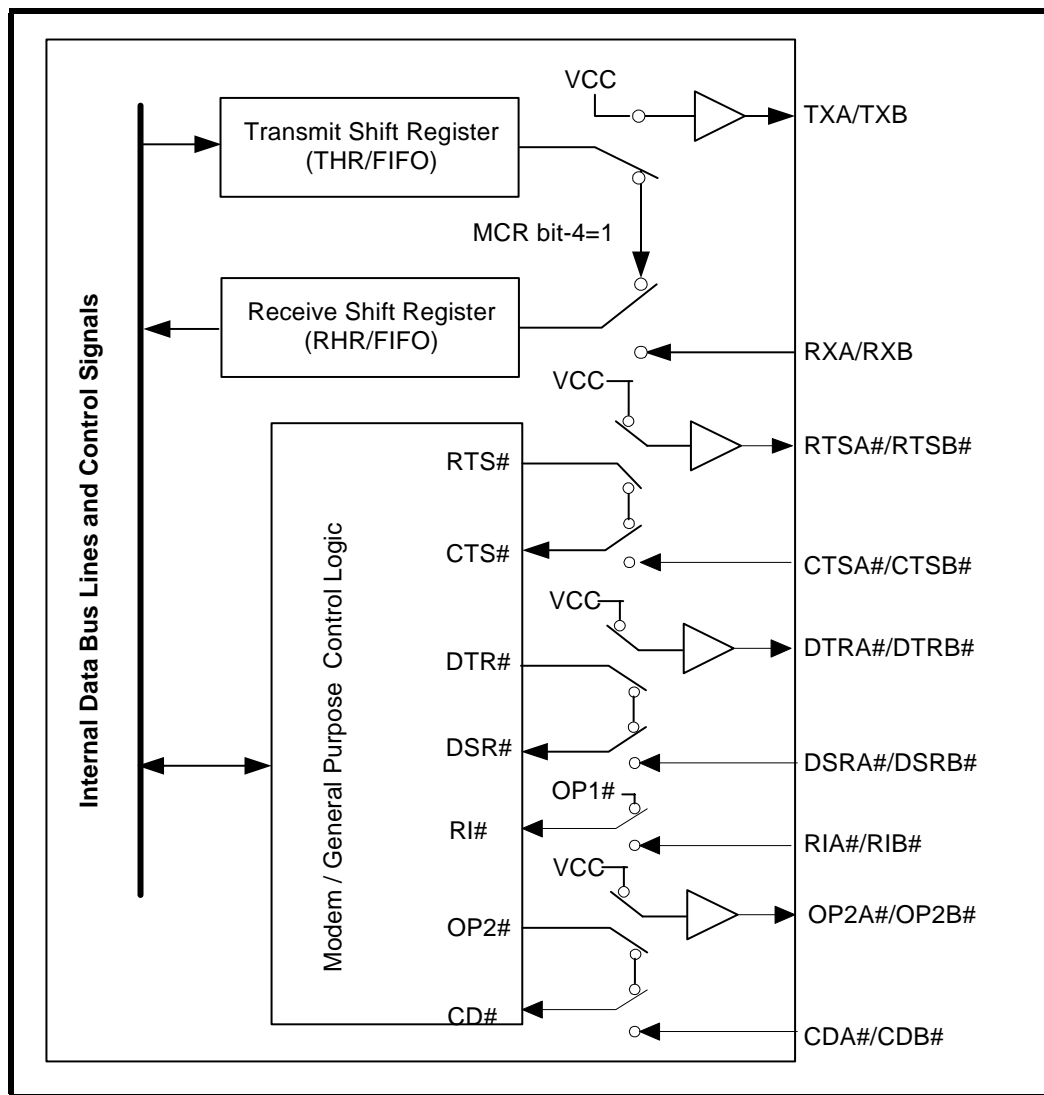 VCC
TXA/TXB
Transmit Shift Register
(THR/FIFO)
MCR bit-4=1
Receive Shift Register
(RHR/FIFO)
RXA/RXB
Internal Data Bus Lines and Control Signals
VCC
RTSA#/RTSB#
Modem / General Purpose Control Logic
RTS#
CTS#
CTSA#/CTSB#
VCC
DTRA#/DTRB#
DTR#
DSR#
DSRA#/DSRB#
OP1#
RI#
RIA#/RIB#
VCC
OP2A#/OP2B#
OP2#
CD#
CDA#/CDB#